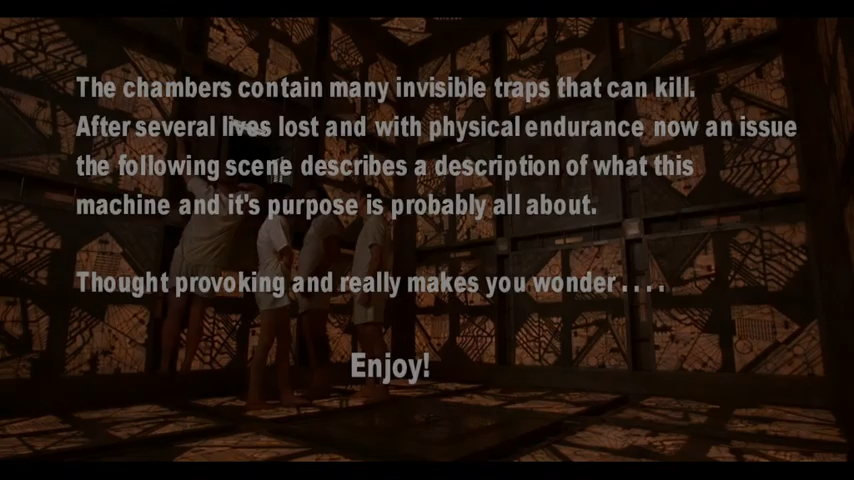 The chambers contain many invisible traps that can kill.
After several lives lost and with physical endurance now an issue
the following scene describes a description of what this
machine and it's purpose is probably all about.
Thought provoking and really makes you wonder . . . .
Enjoy!